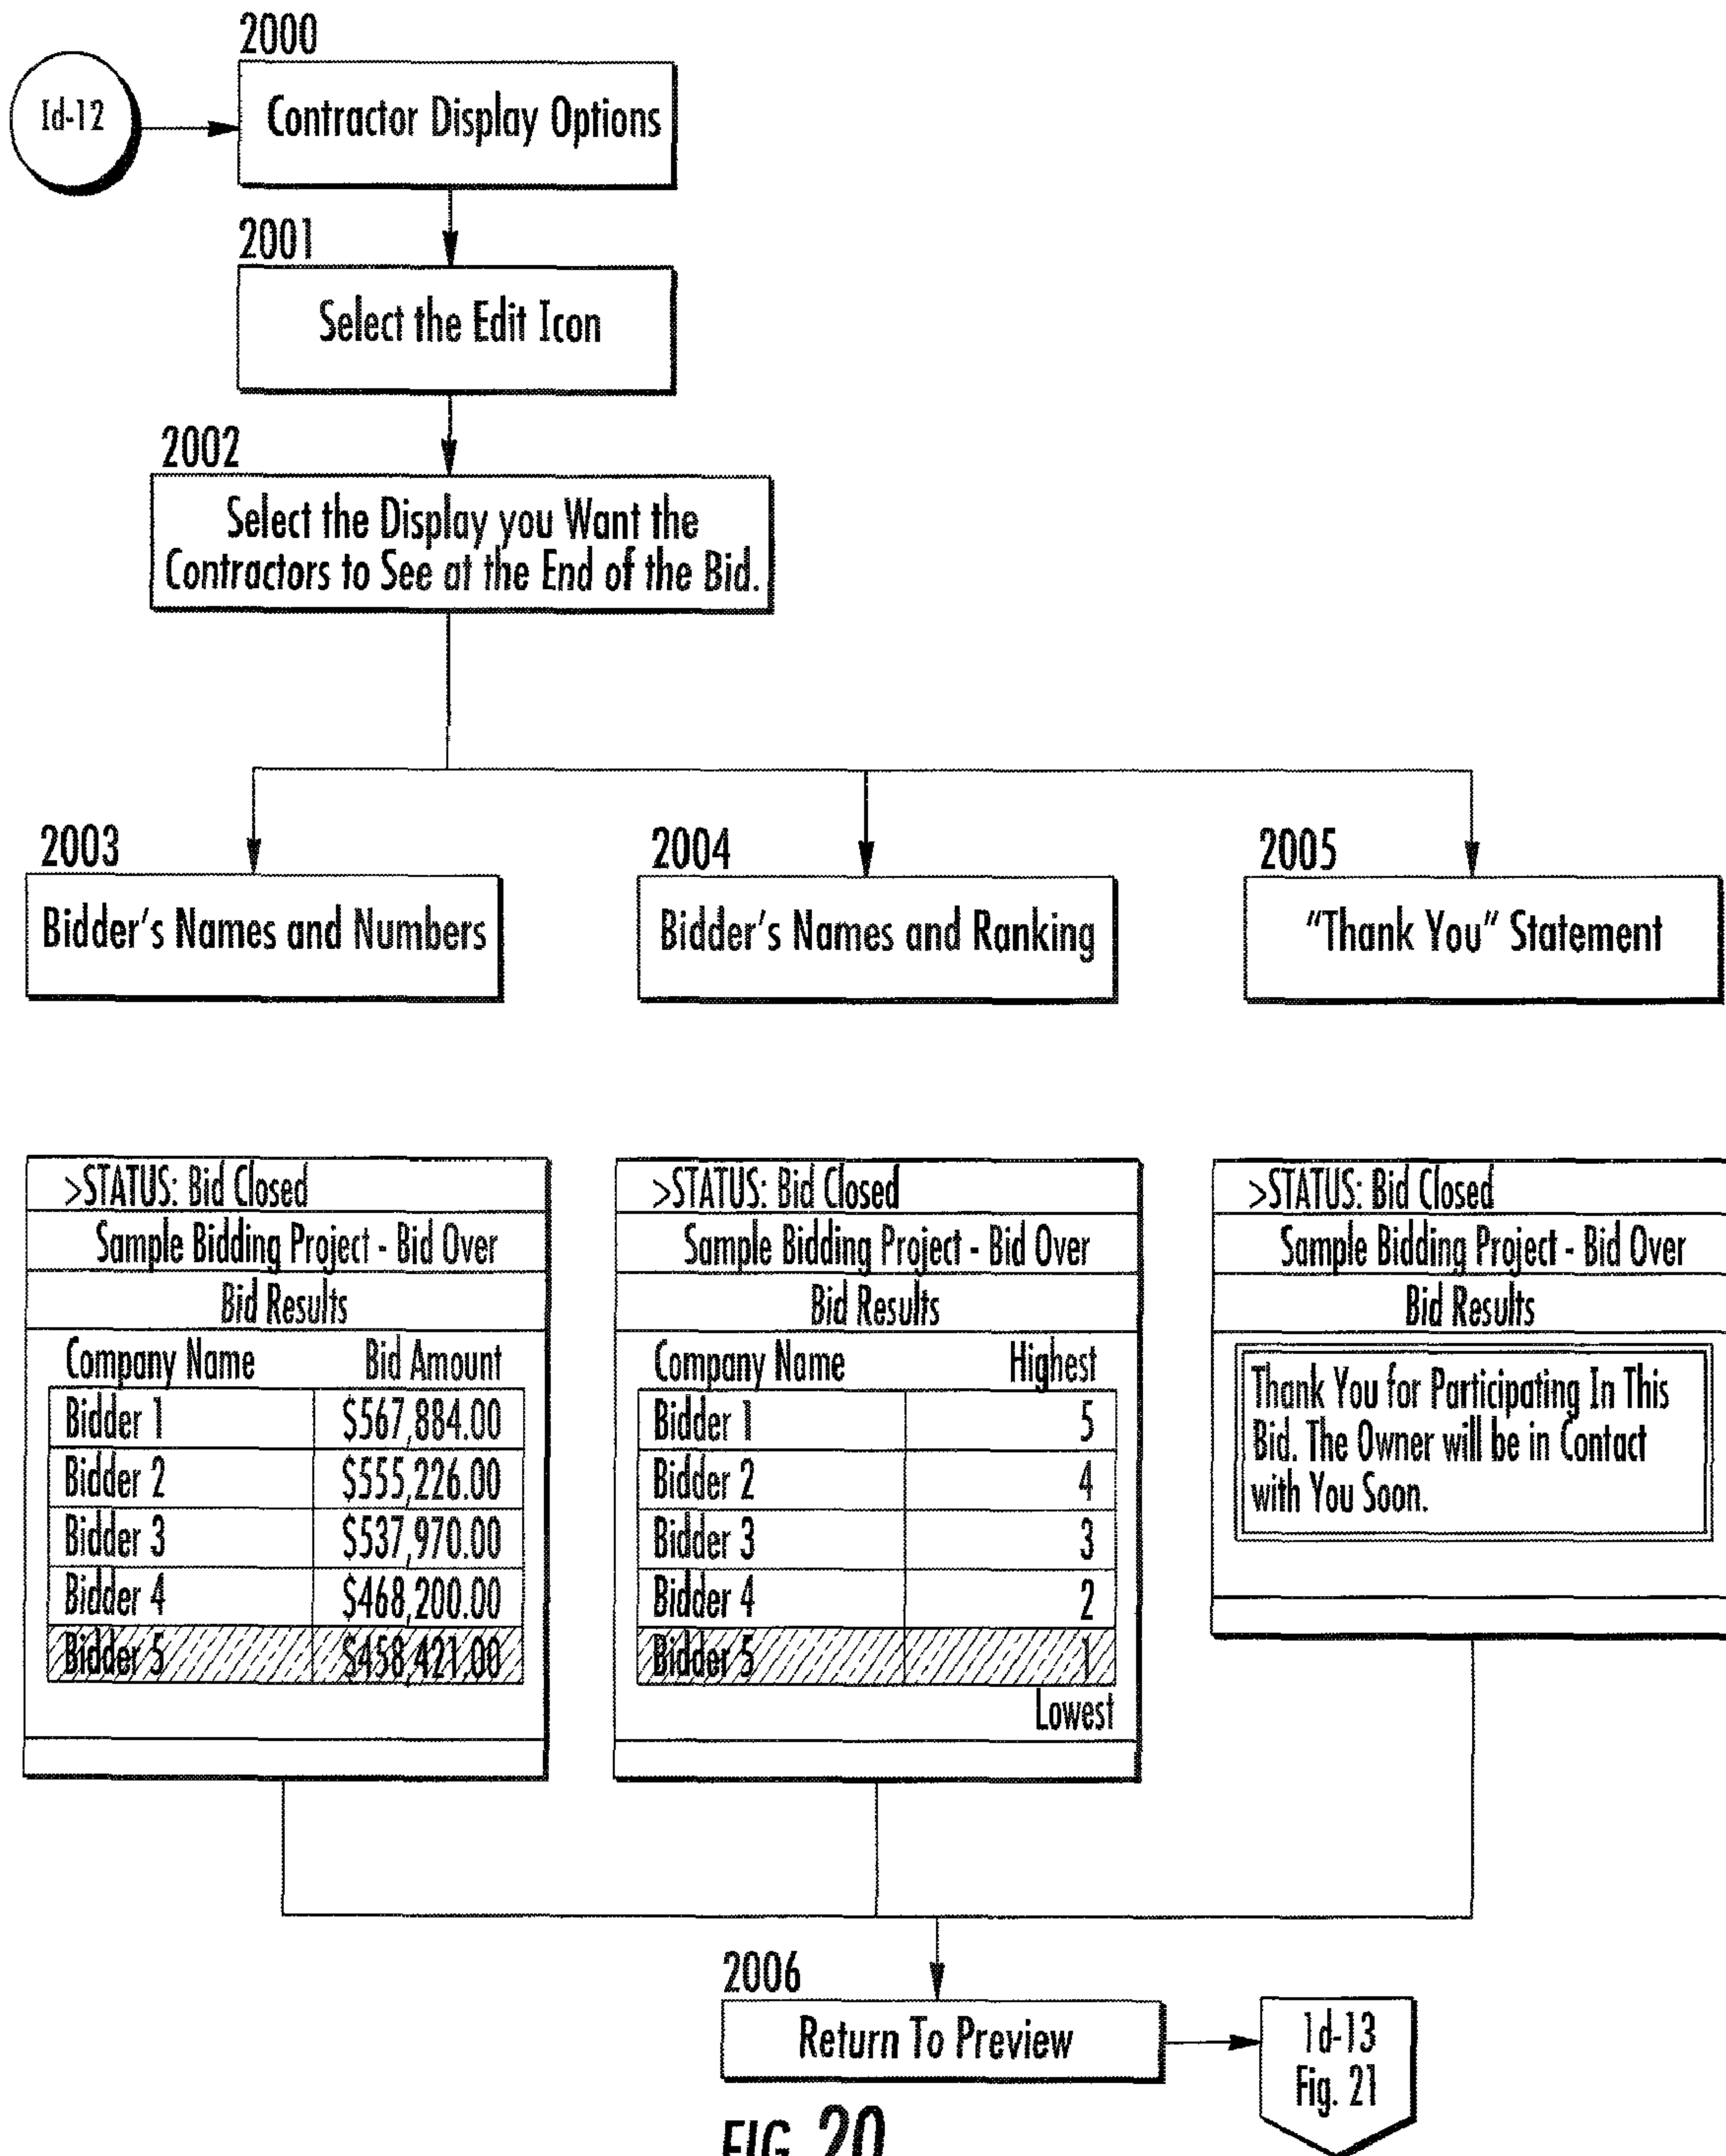 2000
Id-12
Contractor Display Options
2001
Select the Edit Icon
2002
Select the Display you Want the
Contractors to See at the End of the Bid.
2003
Bidder's Names and Numbers
2004
Bidder's Names and Ranking
2005
"Thank You" Statement
>STATUS: Bid Closed
Sample Bidding Project - Bid Over
Bid Results
Company Name Bid Amount
Bidder 1 $567,884.00
Bidder 2 $555,226.00
Bidder 3 $537,970.00
Bidder 4 $468,200.00
Bidder 5 $458,421.00
>STATUS: Bid Closed
Sample Bidding Project - Bid Over
Bid Results
Company Name Highest
Bidder 1 5
Bidder 2 4
Bidder 3 3
Bidder 4 2
Bidder 5 1
Lowest
>STATUS: Bid Closed
Sample Bidding Project - Bid Over
Bid Results
Thank You for Participating In This
Bid. The Owner will be in Contact
with You Soon.
2006
Return To Preview
1d-13
Fig. 21
FIG. 20